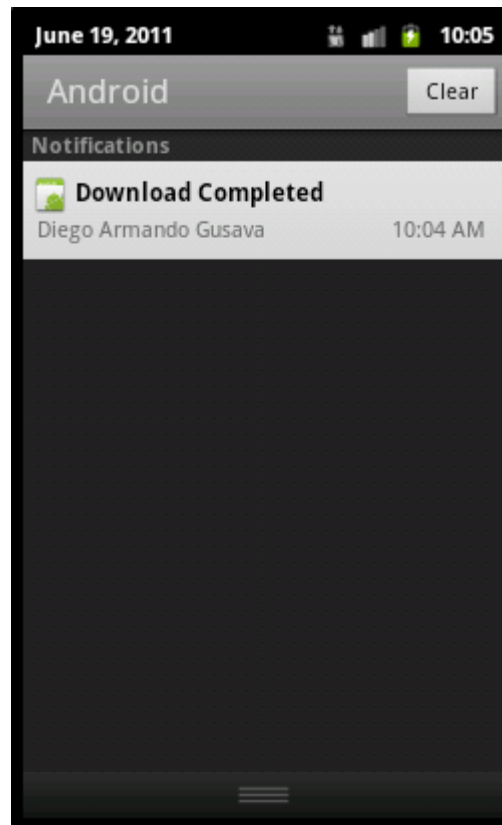 June 19, 2011 10:05
Android Clear
Notifications
Download Completed
Diego Armando Gusava 10:04 AM